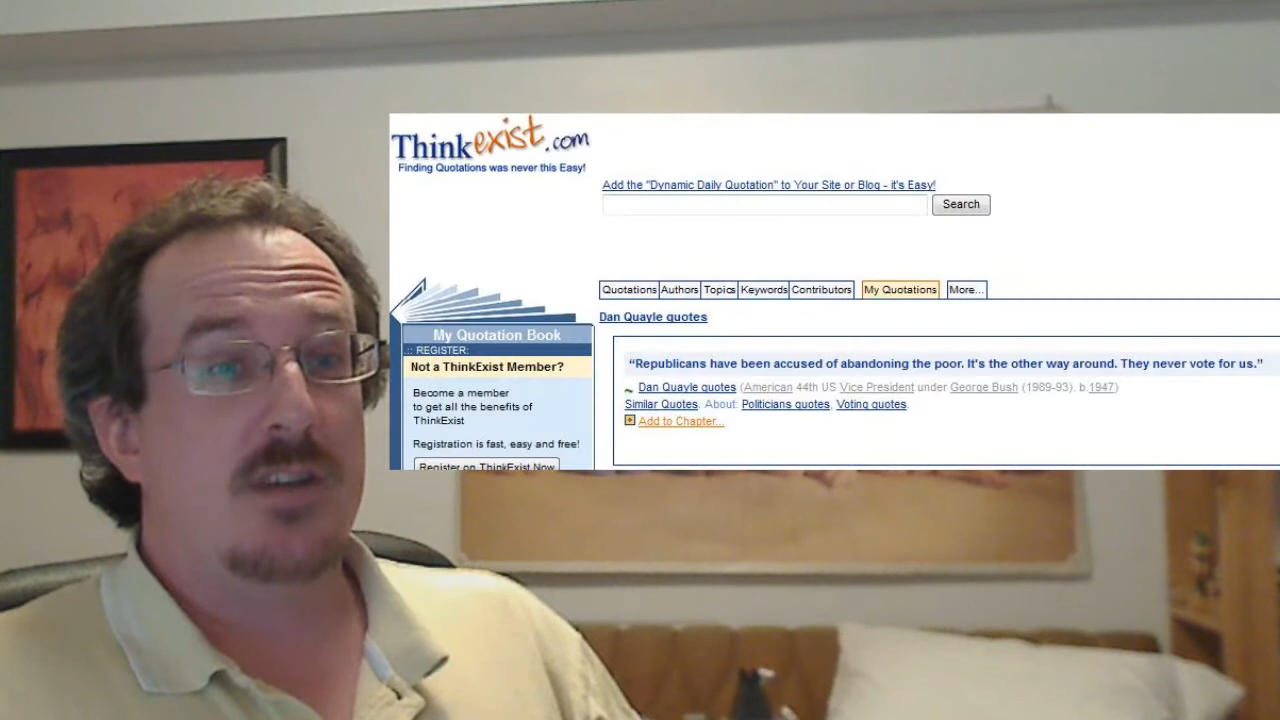 Thinkexist.com
Finding Quotations was never this Easy!
Add the "Dynamic Daily Quotation" to Your Site or Blog - it's Easy!
Search
Quotations Authors Topics Keywords Contributors My Quotations More...
Dan Quayle quotes
My Quotation Book
.:: REGISTER:
Not a ThinkExist Member?
Become a member
to get all the benefits of
ThinkExist
Registration is fast, easy and free!
Register on ThinkExist Now
“Republicans have been accused of abandoning the poor. It's the other way around. They never vote for us.”
~ Dan Quayle quotes (American 44th US Vice President under George Bush (1989-93). b.1947)
Similar Quotes. About: Politicians quotes, Voting quotes.
+ Add to Chapter...